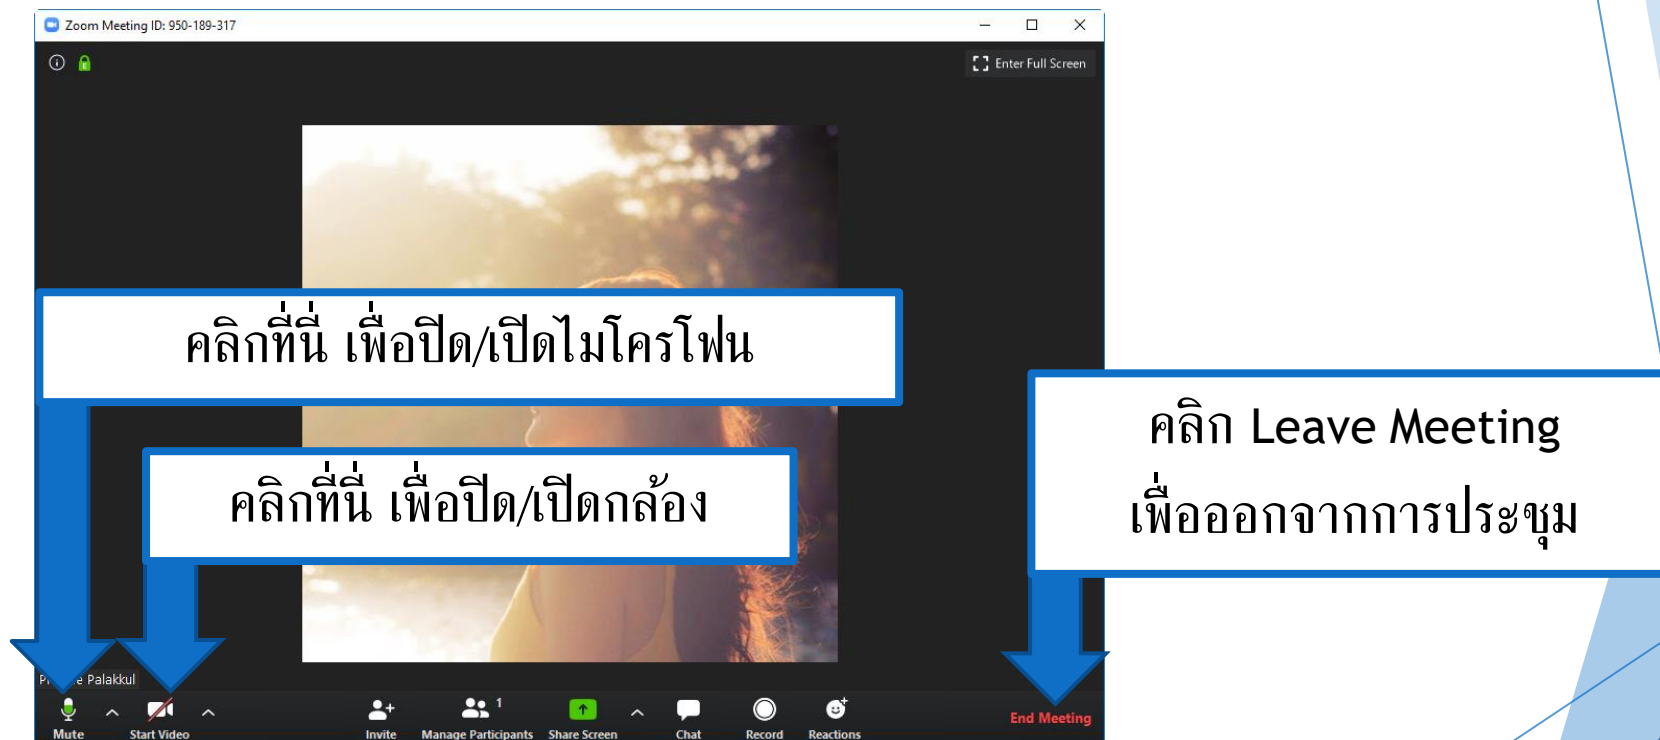 Zoom Meeting ID: 950-189-317
Enter Full Screen
คลิกที่นี่ เพื่อปิด/เปิดไมโครโฟน
คลิก Leave Meeting
เพื่อออกจากการประชุม
คลิกที่นี่ เพื่อปิด/เปิดกล้อง
Palakkul
1
End Meeting
Mute Start Video Invite Manage Participants Share Screen Chat Record Reactions